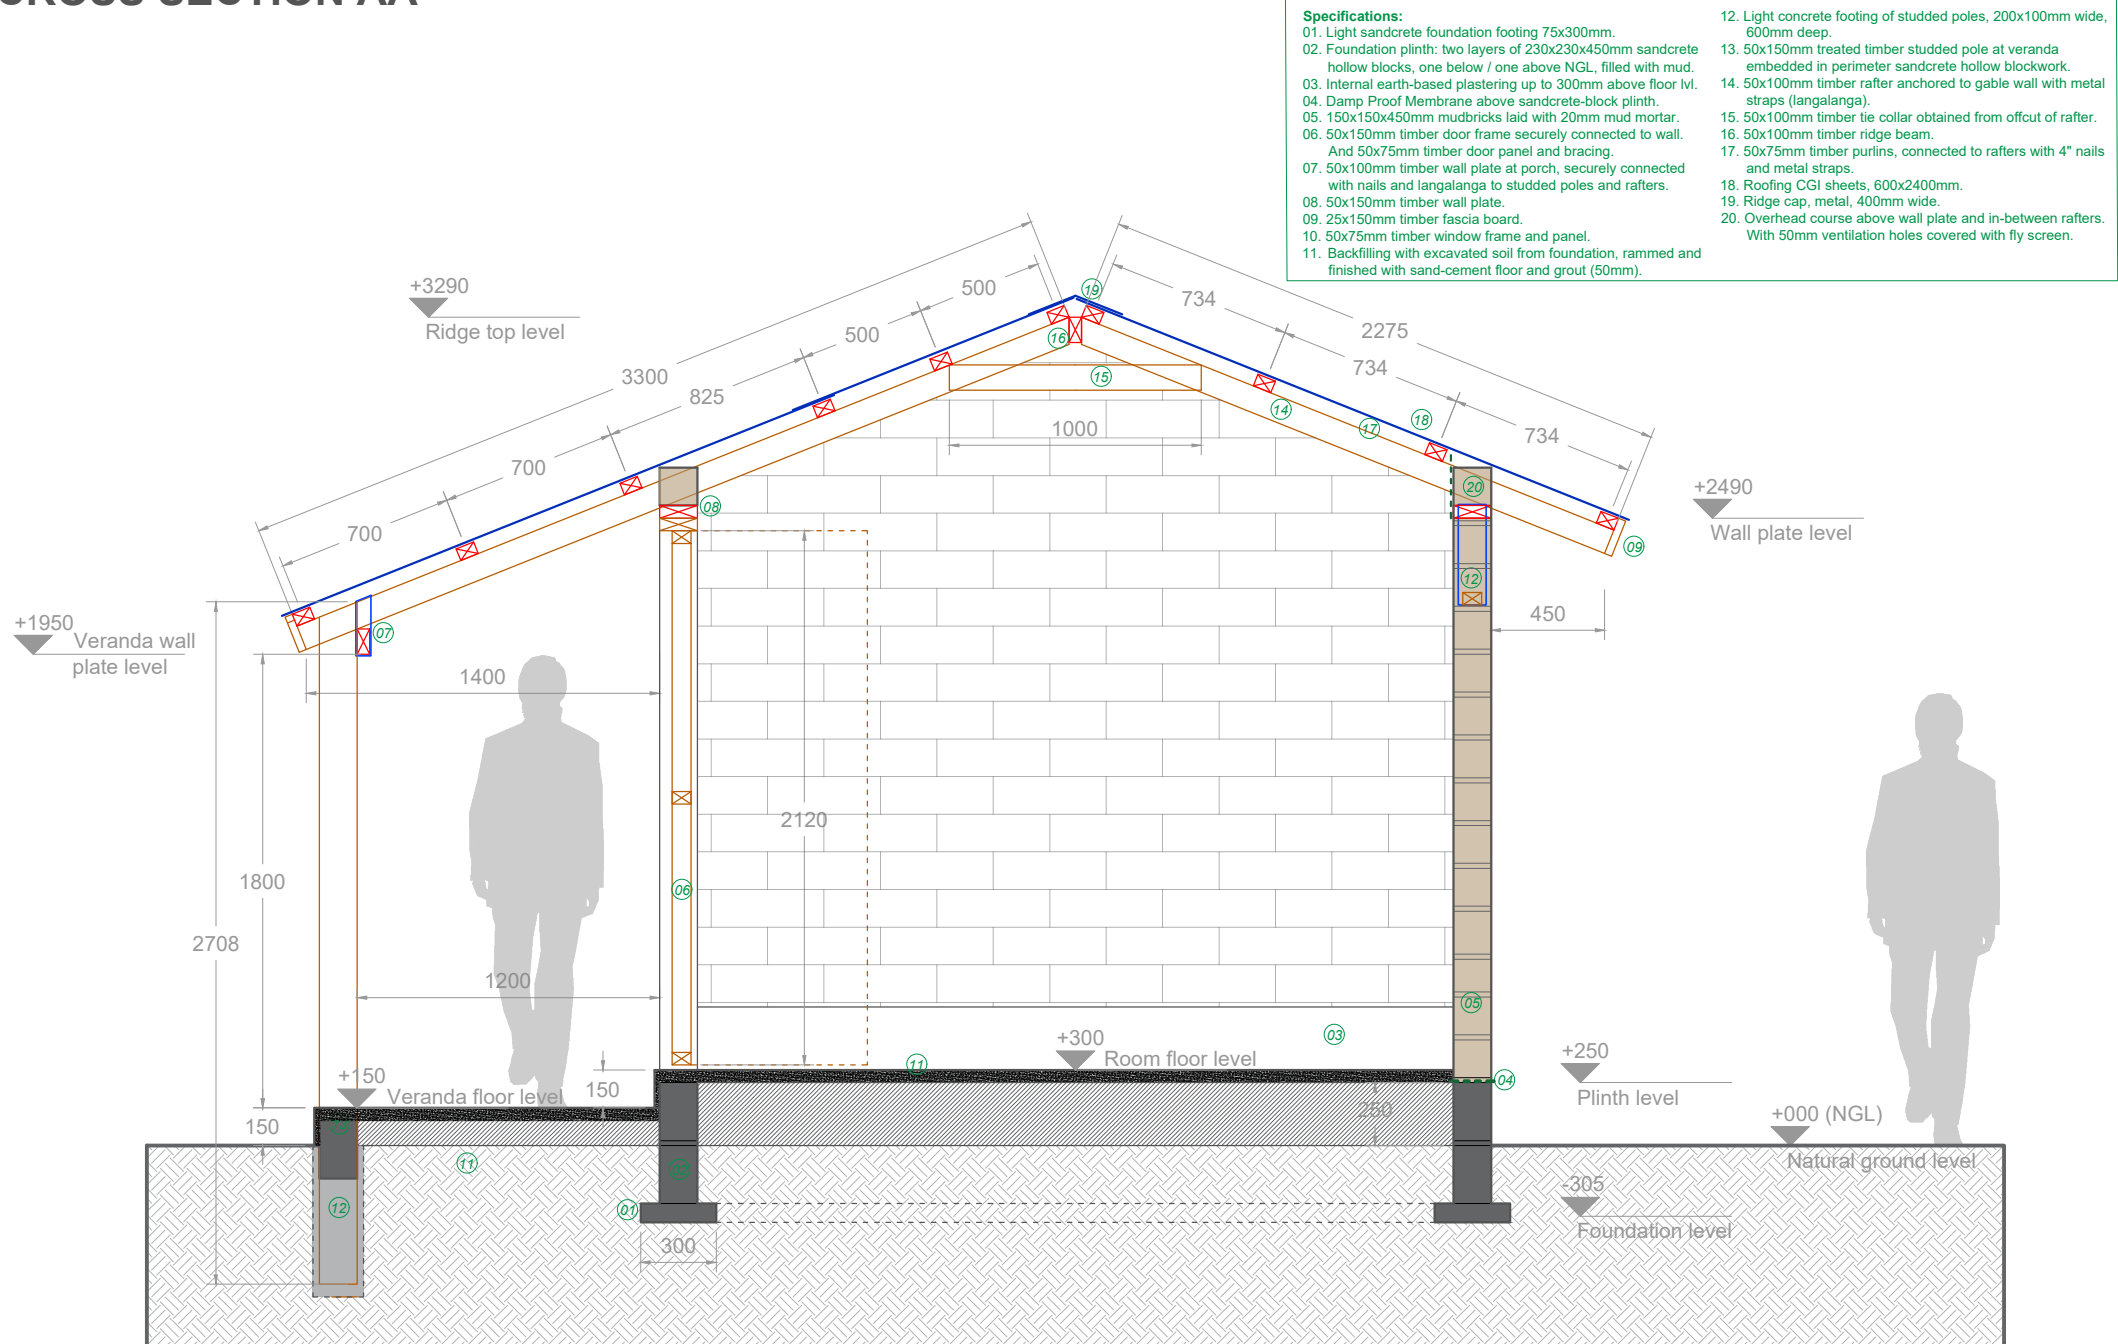 CROSS-SECTION AA
Specifications:
01. Light sandcrete foundation footing 75x300mm.
02. Foundation plinth: two layers of 230x230x450mm sandcrete
hollow blocks, one below / one above NGL, filled with mud.
03. Internal earth-based plastering up to 300mm above floor lvl.
04. Damp Proof Membrane above sandcrete-block plinth.
05. 150x150x450mm mudbricks laid with 20mm mud mortar.
06. 50x150mm timber door frame securely connected to wall.
And 50x75mm timber door panel and bracing.
07. 50x100mm timber wall plate at porch, securely connected
with nails and langalanga to studded poles and rafters.
08. 50x150mm timber wall plate.
09. 25x150mm timber fascia board.
10. 50x75mm timber window frame and panel.
11. Backfilling with excavated soil from foundation, rammed and
finished with sand-cement floor and grout (50mm).
12. Light concrete footing of studded poles, 200x100mm wide,
600mm deep.
13. 50x150mm treated timber studded pole at veranda
embedded in perimeter sandcrete hollow blockwork.
14. 50x100mm timber rafter anchored to gable wall with metal
straps (langalanga).
15. 50x100mm timber tie collar obtained from offcut of rafter.
16. 50x100mm timber ridge beam.
17. 50x75mm timber purlins, connected to rafters with 4" nails
and metal straps.
18. Roofing CGI sheets, 600x2400mm.
19. Ridge cap, metal, 400mm wide.
20. Overhead course above wall plate and in-between rafters.
With 50mm ventilation holes covered with fly screen.
+3290
Ridge top level
500
19
734
2275
500
16
3300
15
734
825
14
18
17
1000
734
700
700
08
20
+2490
Wall plate level
09
12
+1950
Veranda wall
plate level
07
450
1400
2120
1800
06
2708
1200
05
03
+300
Room floor level
11
+250
Plinth level
04
+150
Veranda floor level
150
250
150
+000 (NGL)
Natural ground level
11
02
-305
Foundation level
12
01
300